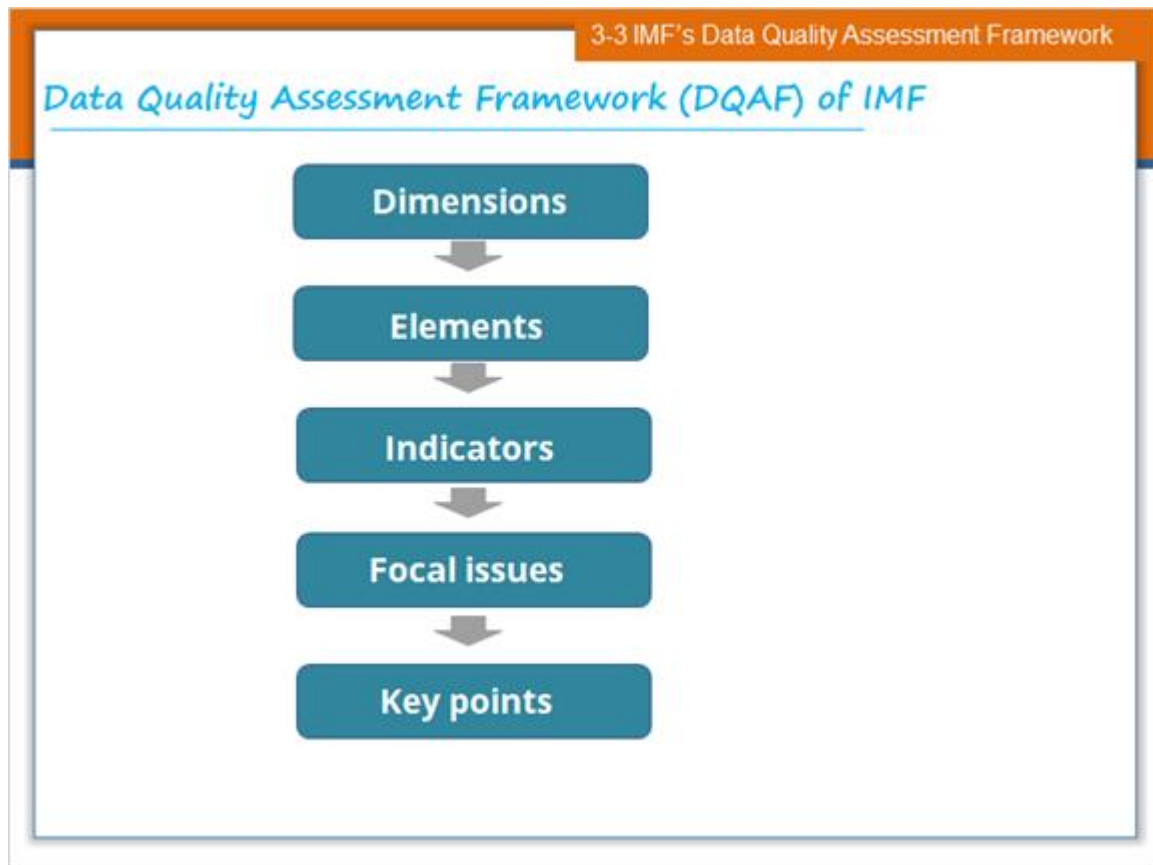 3-3 IMF's Data Quality Assessment Framework
Data Quality Assessment Framework (DQAF) of IMF
Dimensions
Elements
Indicators
Focal issues
Key points